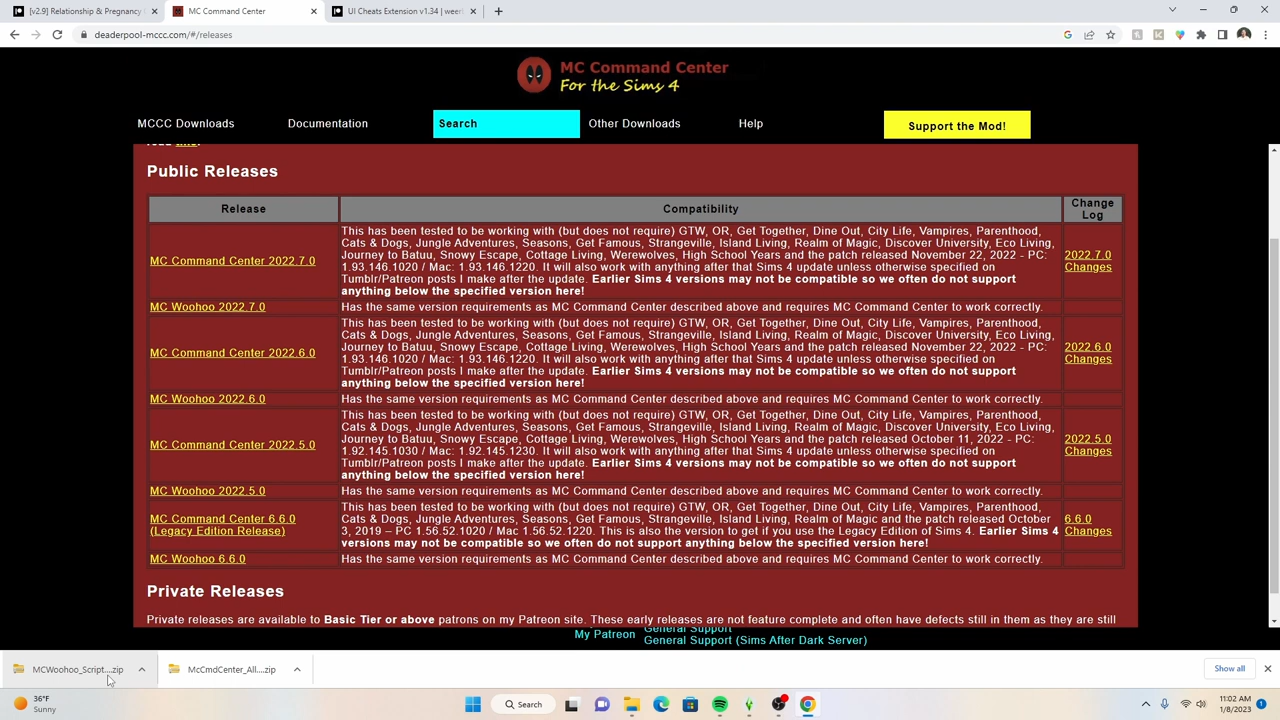 [v2.9] Relationship & Pregnancy
MC Command Center
UI Cheats Extension v1.34 | weer
deaderpool-mccc.com/#/releases
MC Command Center
For the Sims 4
MCCC Downloads
Documentation
Search
Other Downloads
Help
Support the Mod!
Public Releases
Release
Compatibility
Change
Log
MC Command Center 2022.7.0
This has been tested to be working with (but does not require) GTW, OR, Get Together, Dine Out, City Life, Vampires, Parenthood,
Cats & Dogs, Jungle Adventures, Seasons, Get Famous, Strangeville, Island Living, Realm of Magic, Discover University, Eco Living,
Journey to Batuu, Snowy Escape, Cottage Living, Werewolves, High School Years and the patch released November 22, 2022 - PC:
1.93.146.1020 / Mac: 1.93.146.1220. It will also work with anything after that Sims 4 update unless otherwise specified on
Tumblr/Patreon posts I make after the update. Earlier Sims 4 versions may not be compatible so we often do not support
anything below the specified version here!
2022.7.0
Changes
MC Woohoo 2022.7.0
Has the same version requirements as MC Command Center described above and requires MC Command Center to work correctly.
MC Command Center 2022.6.0
This has been tested to be working with (but does not require) GTW, OR, Get Together, Dine Out, City Life, Vampires, Parenthood,
Cats & Dogs, Jungle Adventures, Seasons, Get Famous, Strangeville, Island Living, Realm of Magic, Discover University, Eco Living,
Journey to Batuu, Snowy Escape, Cottage Living, Werewolves, High School Years and the patch released November 22, 2022 - PC:
1.93.146.1020 / Mac: 1.93.146.1220. It will also work with anything after that Sims 4 update unless otherwise specified on
Tumblr/Patreon posts I make after the update. Earlier Sims 4 versions may not be compatible so we often do not support
anything below the specified version here!
2022.6.0
Changes
MC Woohoo 2022.6.0
Has the same version requirements as MC Command Center described above and requires MC Command Center to work correctly.
MC Command Center 2022.5.0
This has been tested to be working with (but does not require) GTW, OR, Get Together, Dine Out, City Life, Vampires, Parenthood,
Cats & Dogs, Jungle Adventures, Seasons, Get Famous, Strangeville, Island Living, Realm of Magic, Discover University, Eco Living,
Journey to Batuu, Snowy Escape, Cottage Living, Werewolves, High School Years and the patch released October 11, 2022 - PC:
1.92.145.1030 / Mac: 1.92.145.1230. It will also work with anything after that Sims 4 update unless otherwise specified on
Tumblr/Patreon posts I make after the update. Earlier Sims 4 versions may not be compatible so we often do not support
anything below the specified version here!
2022.5.0
Changes
MC Woohoo 2022.5.0
Has the same version requirements as MC Command Center described above and requires MC Command Center to work correctly.
MC Command Center 6.6.0
(Legacy Edition Release)
This has been tested to be working with (but does not require) GTW, OR, Get Together, Dine Out, City Life, Vampires, Parenthood,
Cats & Dogs, Jungle Adventures, Seasons, Get Famous, Strangeville, Island Living, Realm of Magic and the patch released October
3, 2019 – PC 1.56.52.1020 / Mac 1.56.52.1220. This is also the version to get if you use the Legacy Edition of Sims 4. Earlier Sims 4
versions may not be compatible so we often do not support anything below the specified version here!
6.6.0
Changes
MC Woohoo 6.6.0
Has the same version requirements as MC Command Center described above and requires MC Command Center to work correctly.
Private Releases
Private releases are available to Basic Tier or above patrons on my Patreon site. These early releases are not feature complete and often have defects still in them as they are still
My Patreon
General Support
General Support (Sims After Dark Server)
MCWoohoo_Script....zip
McCmdCenter_All....zip
Show all
36°F
Sunny
Search
11:02 AM
1/8/2023